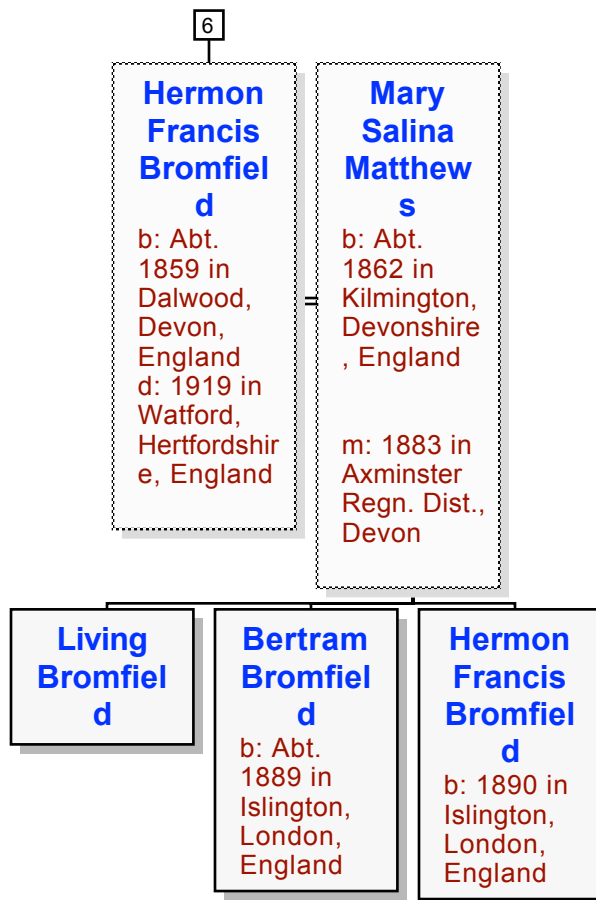 6
Hermon
Francis
Bromfiel
d
b: Abt.
1859 in
Dalwood,
Devon,
England
d: 1919 in
Watford,
Hertfordshir
e, England
=
Mary
Salina
Matthew
s
b: Abt.
1862 in
Kilmington,
Devonshire
, England
m: 1883 in
Axminster
Regn. Dist.,
Devon
Living
Bromfiel
d
Bertram
Bromfiel
d
b: Abt.
1889 in
Islington,
London,
England
Hermon
Francis
Bromfiel
d
b: 1890 in
Islington,
London,
England